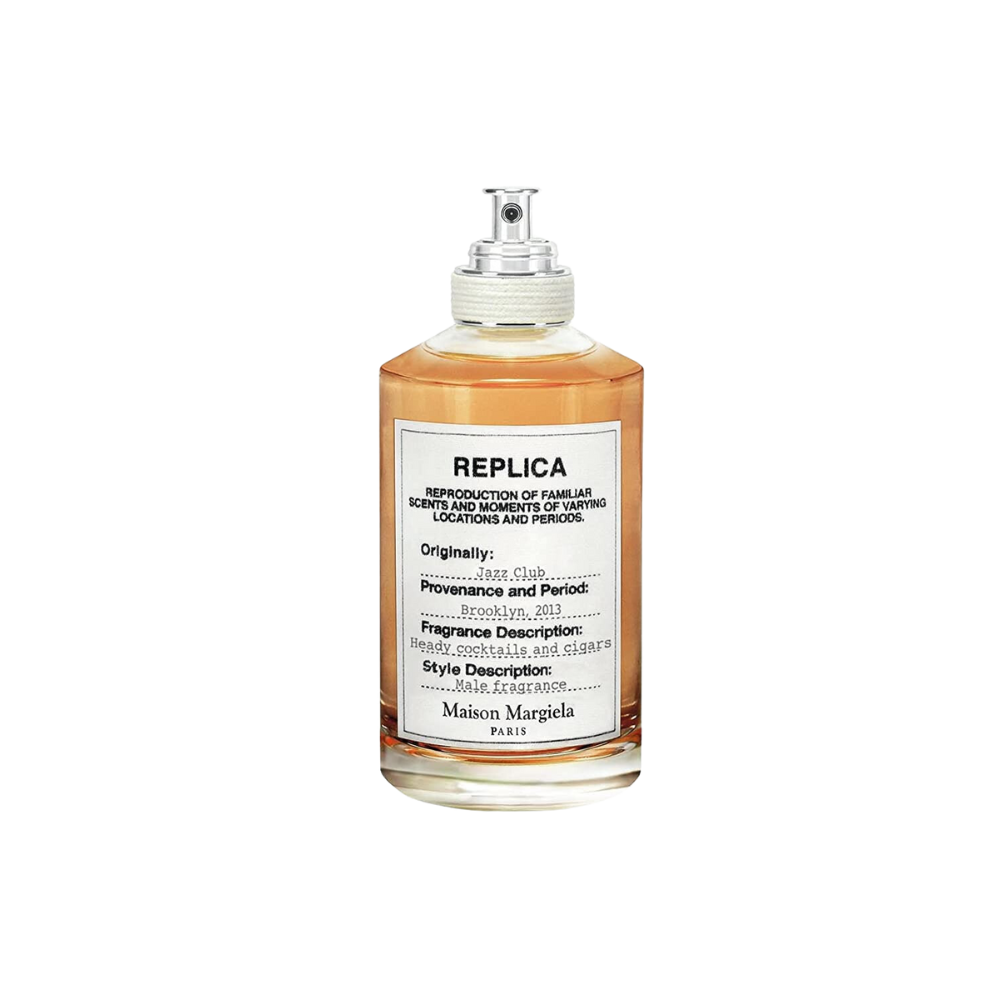 REPLICA
REPRODUCTION OF FAMILIAR
SCENTS AND MOMENTS OF VARYING
LOCATIONS AND PERIODS.
Originally:
Jazz Club
Provenance and Period:
Brooklyn, 2013
Fragrance Description:
Heady cocktails and cigars
Style Description:
Male fragrance
Maison Margiela
PARIS